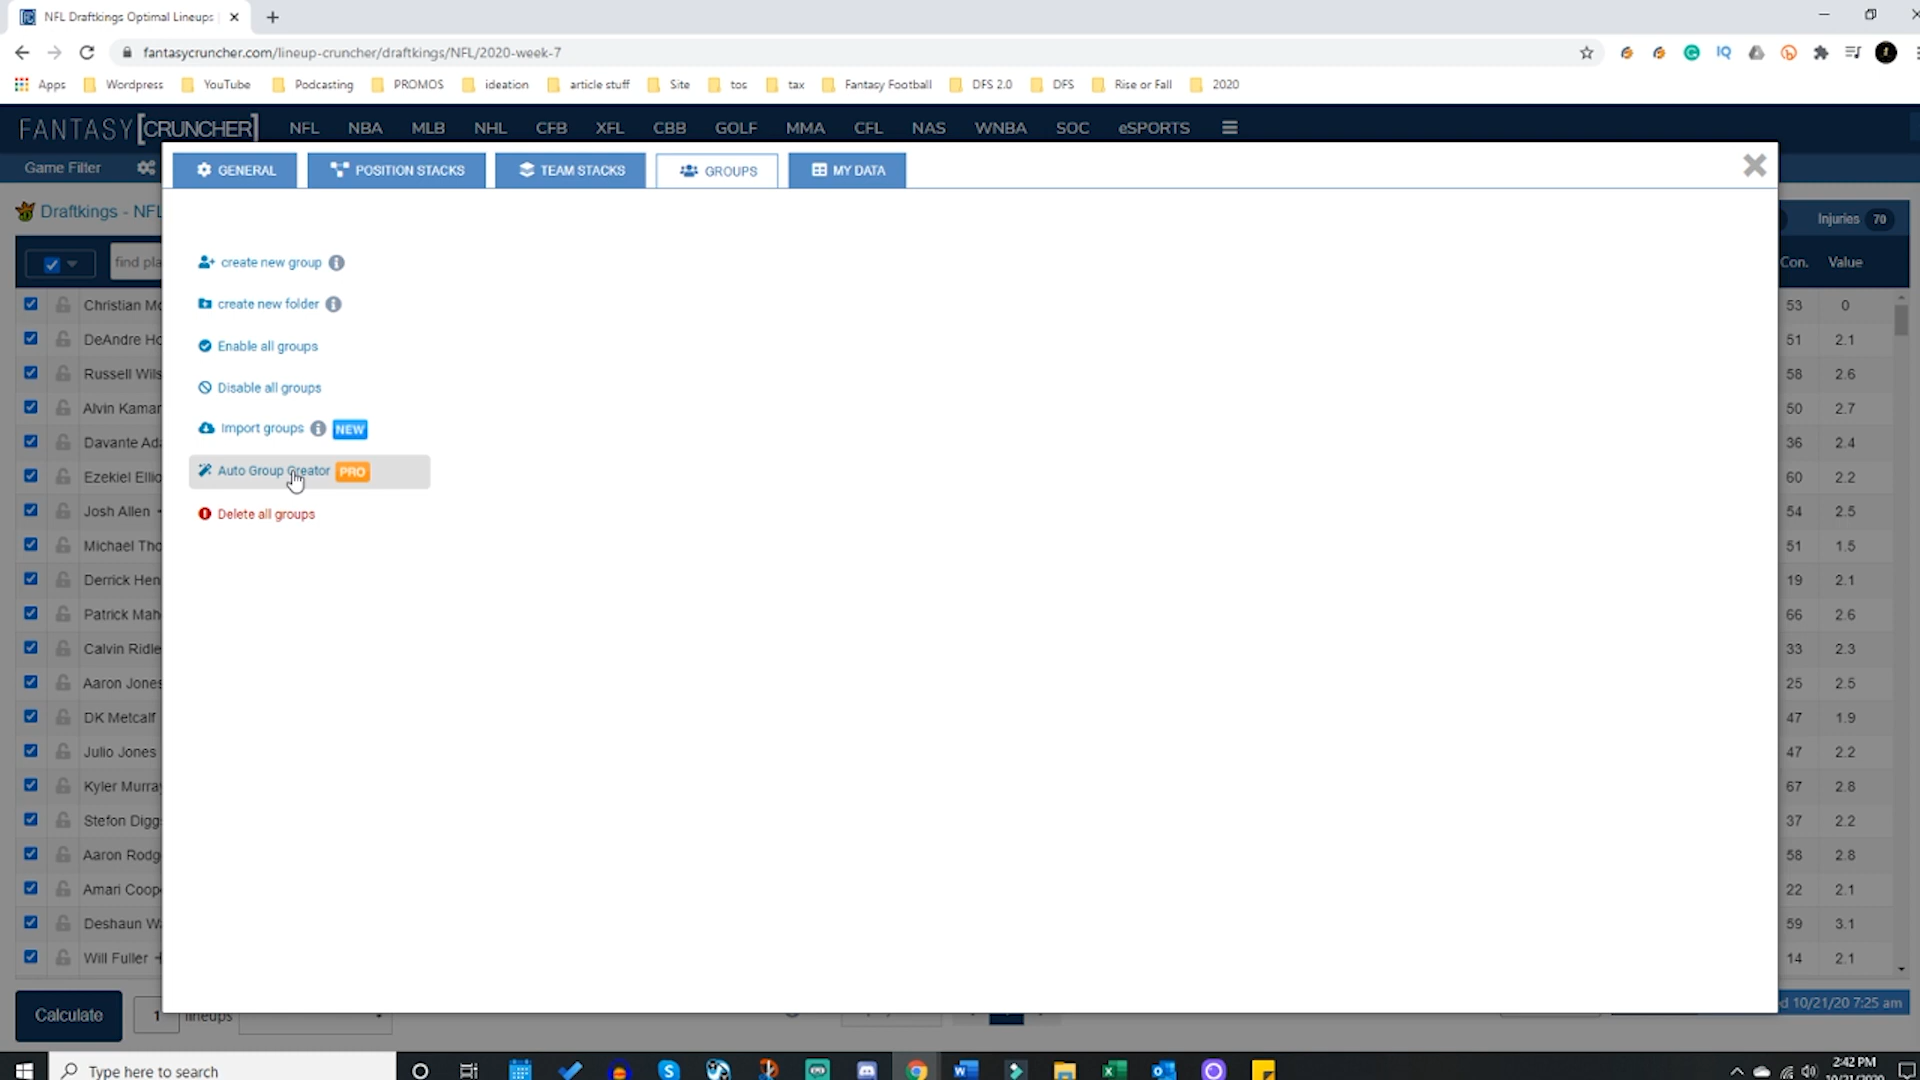 NFL Draftkings Optimal Lineups
fantasycruncher.com/lineup-cruncher/draftkings/NFL/2020-week-7
Apps Wordpress YouTube Podcasting PROMOS ideation article stuff Site tos tax Fantasy Football DFS 2.0 DFS Rise or Fall 2020
FANTASY[CRUNCHER] NFL NBA MLB NHL CFB XFL CBB GOLF MMA CFL NAS WNBA SOC eSPORTS
Game Filter
GENERAL POSITION STACKS TEAM STACKS GROUPS MY DATA
Draftkings - NFL
Injuries 70
find pla
Con. Value
create new group
create new folder
Enable all groups
Disable all groups
Import groups NEW
Auto Group Creator PRO
Delete all groups
Christian Mc 53 0
DeAndre Ho 51 2.1
Russell Wils 58 2.6
Alvin Kamar 50 2.7
Davante Ada 36 2.4
Ezekiel Ellio 60 2.2
Josh Allen 54 2.5
Michael Tho 51 1.5
Derrick Hen 19 2.1
Patrick Mah 66 2.6
Calvin Ridle 33 2.3
Aaron Jones 25 2.5
DK Metcalf 47 1.9
Julio Jones 47 2.2
Kyler Murra 67 2.8
Stefon Digg 37 2.2
Aaron Rodg 58 2.8
Amari Coop 22 2.1
Deshaun Wa 59 3.1
Will Fuller 14 2.1
Calculate 1 lineups
d 10/21/20 7:25 am
Type here to search
2:42 PM
10/21/2020